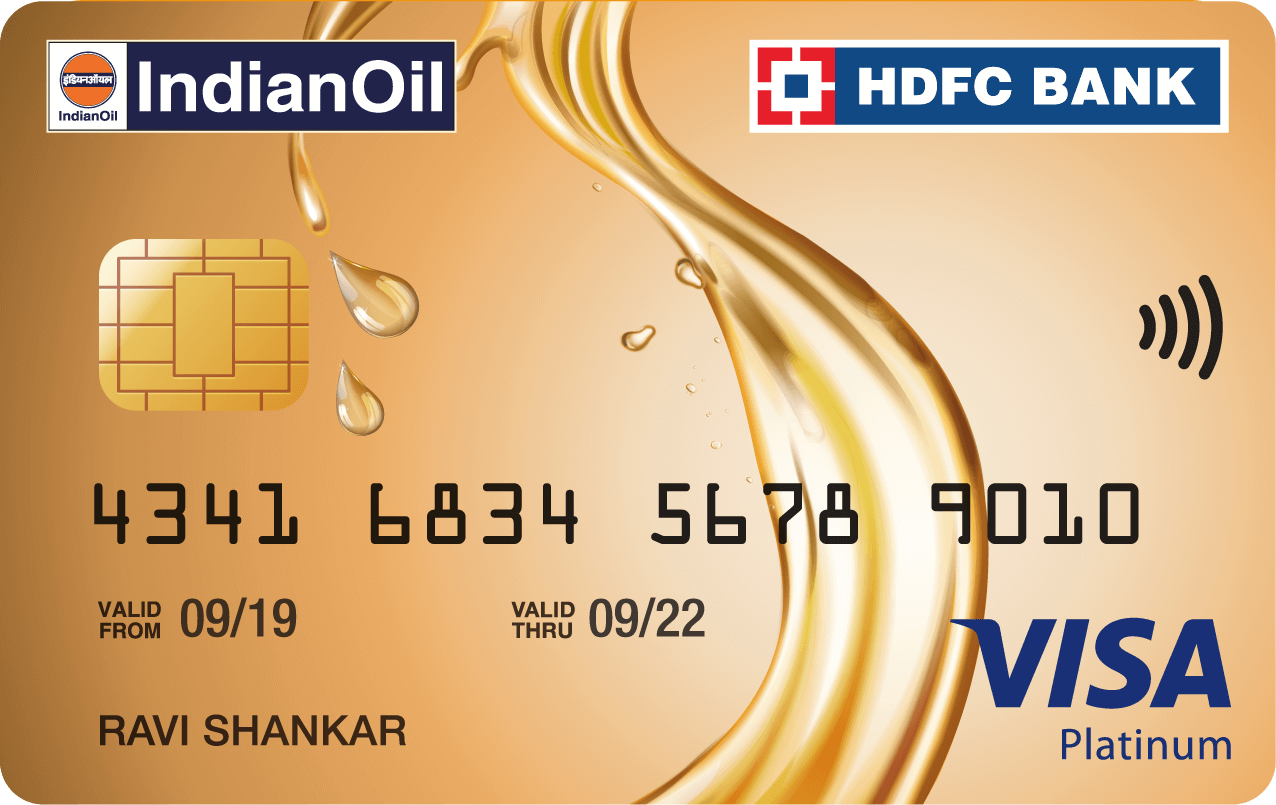 इंडियनऑयल
IndianOil
IndianOil
HDFC BANK
4341 6834 5678 9010
VALID FROM 09/19
VALID THRU 09/22
VISA
RAVI SHANKAR
Platinum